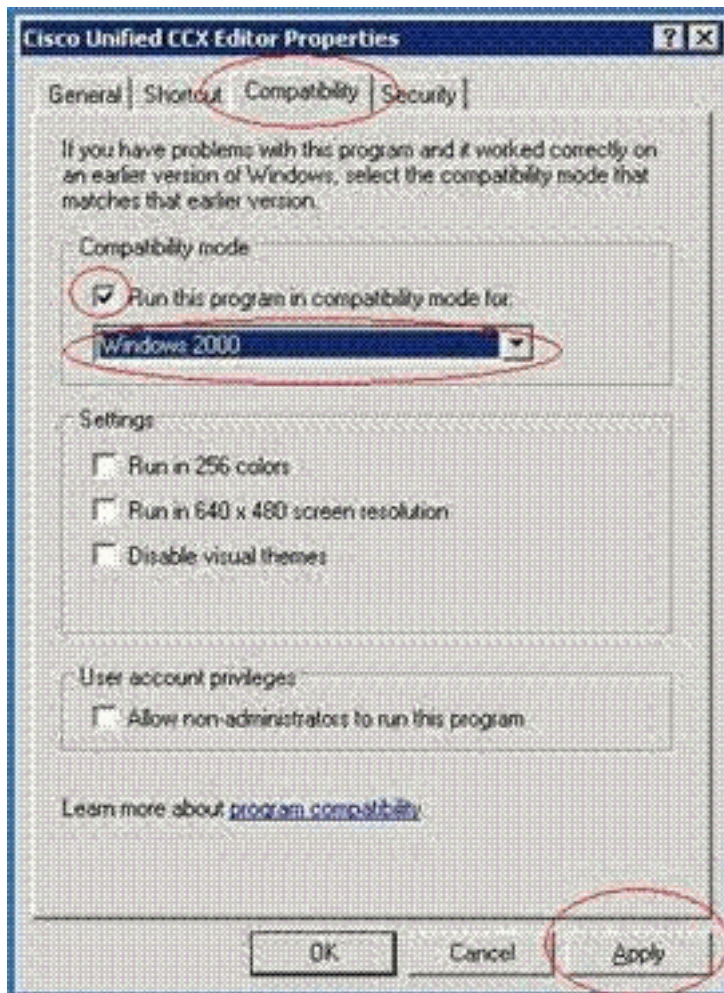 Cisco Unified CCX Editor Properties
General Shortcut Compatibility Security
If you have problems with this program and it worked correctly on
an earlier version of Windows, select the compatibility mode that
matches that earlier version.
Compatibility mode
Run this program in compatibility mode for:
Windows 2000
Settings
Run in 256 colors
Run in 640 x 480 screen resolution
Disable visual themes
User account privileges
Allow non-administrators to run this program
Learn more about program compatibility.
OK Cancel Apply